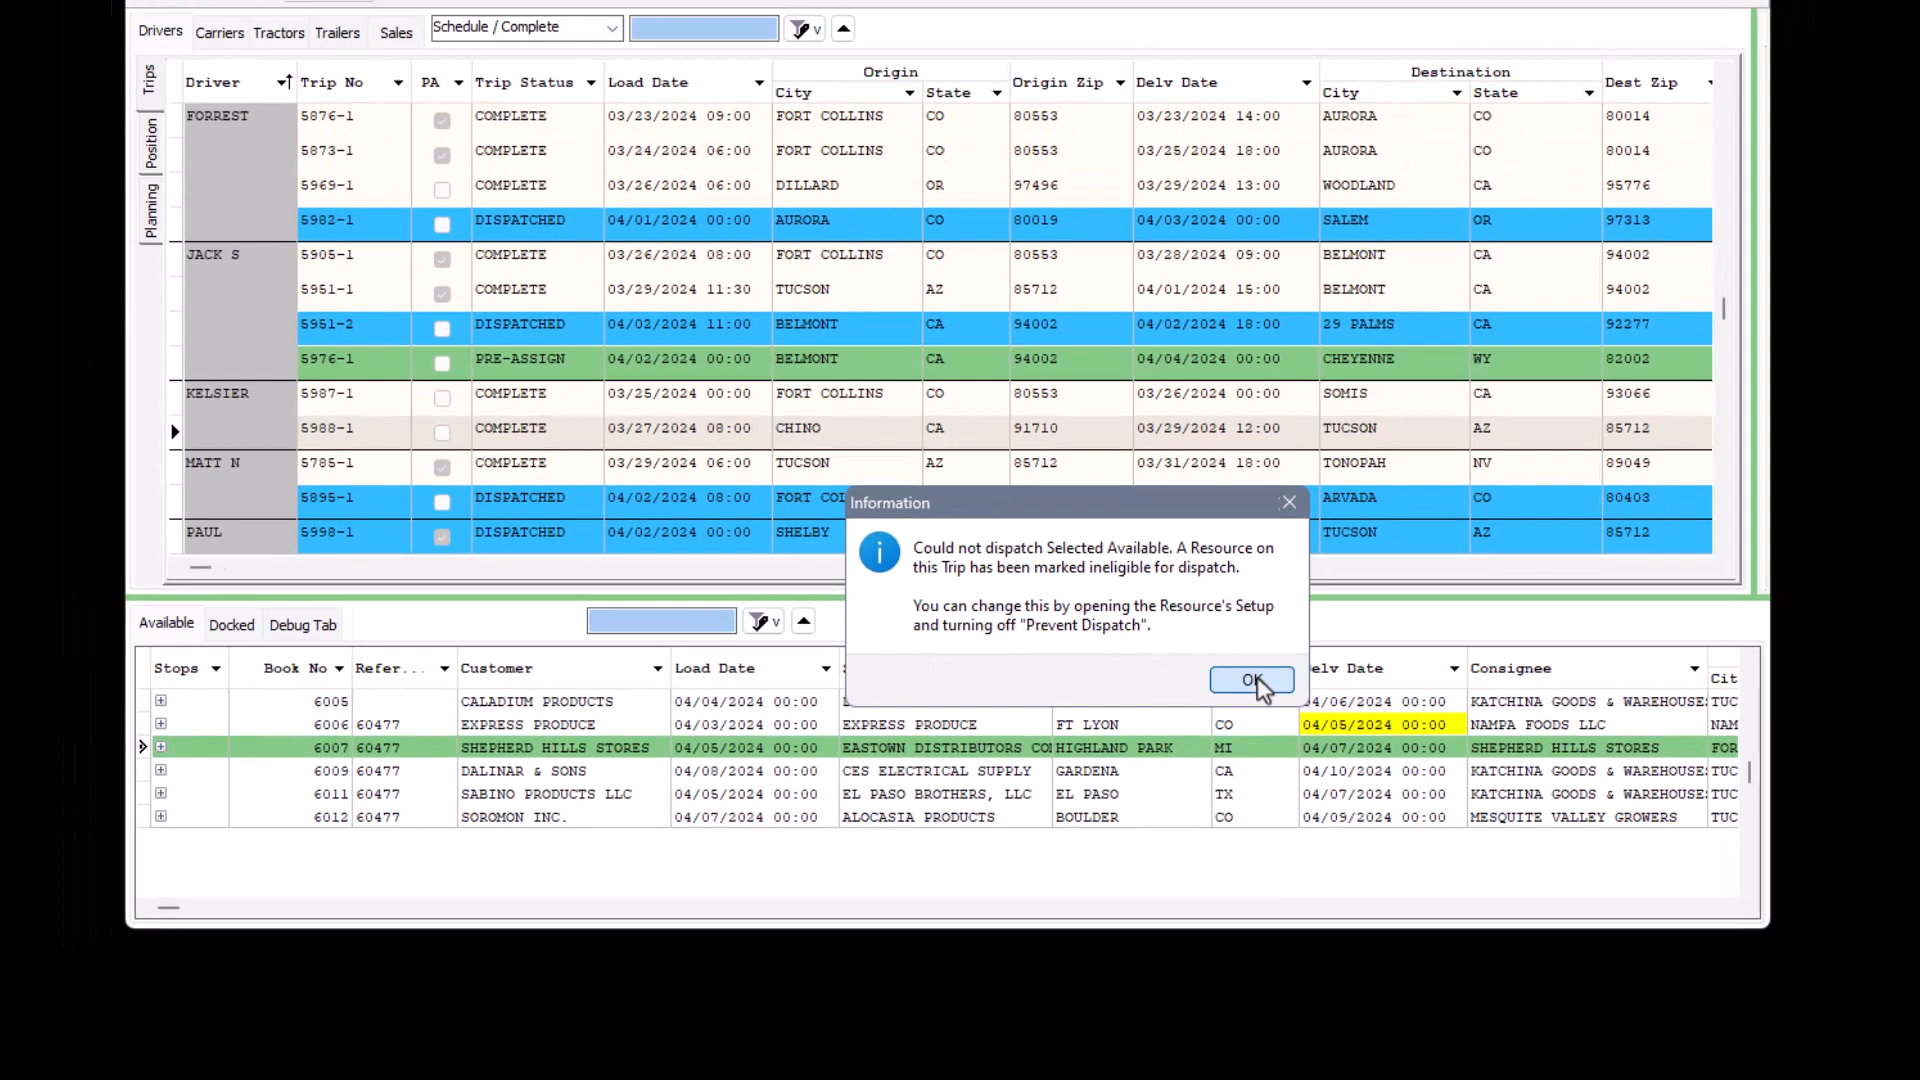 Drivers Carriers Tractors Trailers Sales Schedule / Complete v
Trips
Position
Planning
Origin Destination
Driver Trip No PA Trip Status Load Date City State Origin Zip Delv Date City State Dest Zip
FORREST 5876-1 COMPLETE 03/23/2024 09:00 FORT COLLINS CO 80553 03/23/2024 14:00 AURORA CO 80014
5873-1 COMPLETE 03/24/2024 06:00 FORT COLLINS CO 80553 03/25/2024 18:00 AURORA CO 80014
5969-1 COMPLETE 03/26/2024 06:00 DILLARD OR 97496 03/29/2024 13:00 WOODLAND CA 95776
5982-1 DISPATCHED 04/01/2024 00:00 AURORA CO 80019 04/03/2024 00:00 SALEM OR 97313
JACK S 5905-1 COMPLETE 03/26/2024 08:00 FORT COLLINS CO 80553 03/28/2024 09:00 BELMONT CA 94002
5951-1 COMPLETE 03/29/2024 11:30 TUCSON AZ 85712 04/01/2024 15:00 BELMONT CA 94002
5951-2 DISPATCHED 04/02/2024 11:00 BELMONT CA 94002 04/02/2024 18:00 29 PALMS CA 92277
5976-1 PRE-ASSIGN 04/02/2024 00:00 BELMONT CA 94002 04/04/2024 00:00 CHEYENNE WY 82002
KELSIER 5987-1 COMPLETE 03/25/2024 00:00 FORT COLLINS CO 80553 03/26/2024 00:00 SOMIS CA 93066
5988-1 COMPLETE 03/27/2024 08:00 CHINO CA 91710 03/29/2024 12:00 TUCSON AZ 85712
MATT N 5785-1 COMPLETE 03/29/2024 06:00 TUCSON AZ 85712 03/31/2024 18:00 TONOPAH NV 89049
5895-1 DISPATCHED 04/02/2024 08:00 FORT COL ARVADA CO 80403
PAUL 5998-1 DISPATCHED 04/02/2024 00:00 SHELBY TUCSON AZ 85712
Information
Could not dispatch Selected Available. A Resource on
this Trip has been marked ineligible for dispatch.
You can change this by opening the Resource's Setup
and turning off "Prevent Dispatch".
OK
Available Docked Debug Tab v
Stops Book No Refer... Customer Load Date elv Date Consignee Cit
6005 CALADIUM PRODUCTS 04/04/2024 00:00 4/06/2024 00:00 KATCHINA GOODS & WAREHOUSE TUC
6006 60477 EXPRESS PRODUCE 04/03/2024 00:00 EXPRESS PRODUCE FT LYON CO 04/05/2024 00:00 NAMPA FOODS LLC NAM
6007 60477 SHEPHERD HILLS STORES 04/05/2024 00:00 EASTOWN DISTRIBUTORS CO HIGHLAND PARK MI 04/07/2024 00:00 SHEPHERD HILLS STORES FOR
6009 60477 DALINAR & SONS 04/08/2024 00:00 CES ELECTRICAL SUPPLY GARDENA CA 04/10/2024 00:00 KATCHINA GOODS & WAREHOUSE TUC
6011 60477 SABINO PRODUCTS LLC 04/05/2024 00:00 EL PASO BROTHERS, LLC EL PASO TX 04/07/2024 00:00 KATCHINA GOODS & WAREHOUSE TUC
6012 60477 SOROMON INC. 04/07/2024 00:00 ALOCASIA PRODUCTS BOULDER CO 04/09/2024 00:00 MESQUITE VALLEY GROWERS TUC